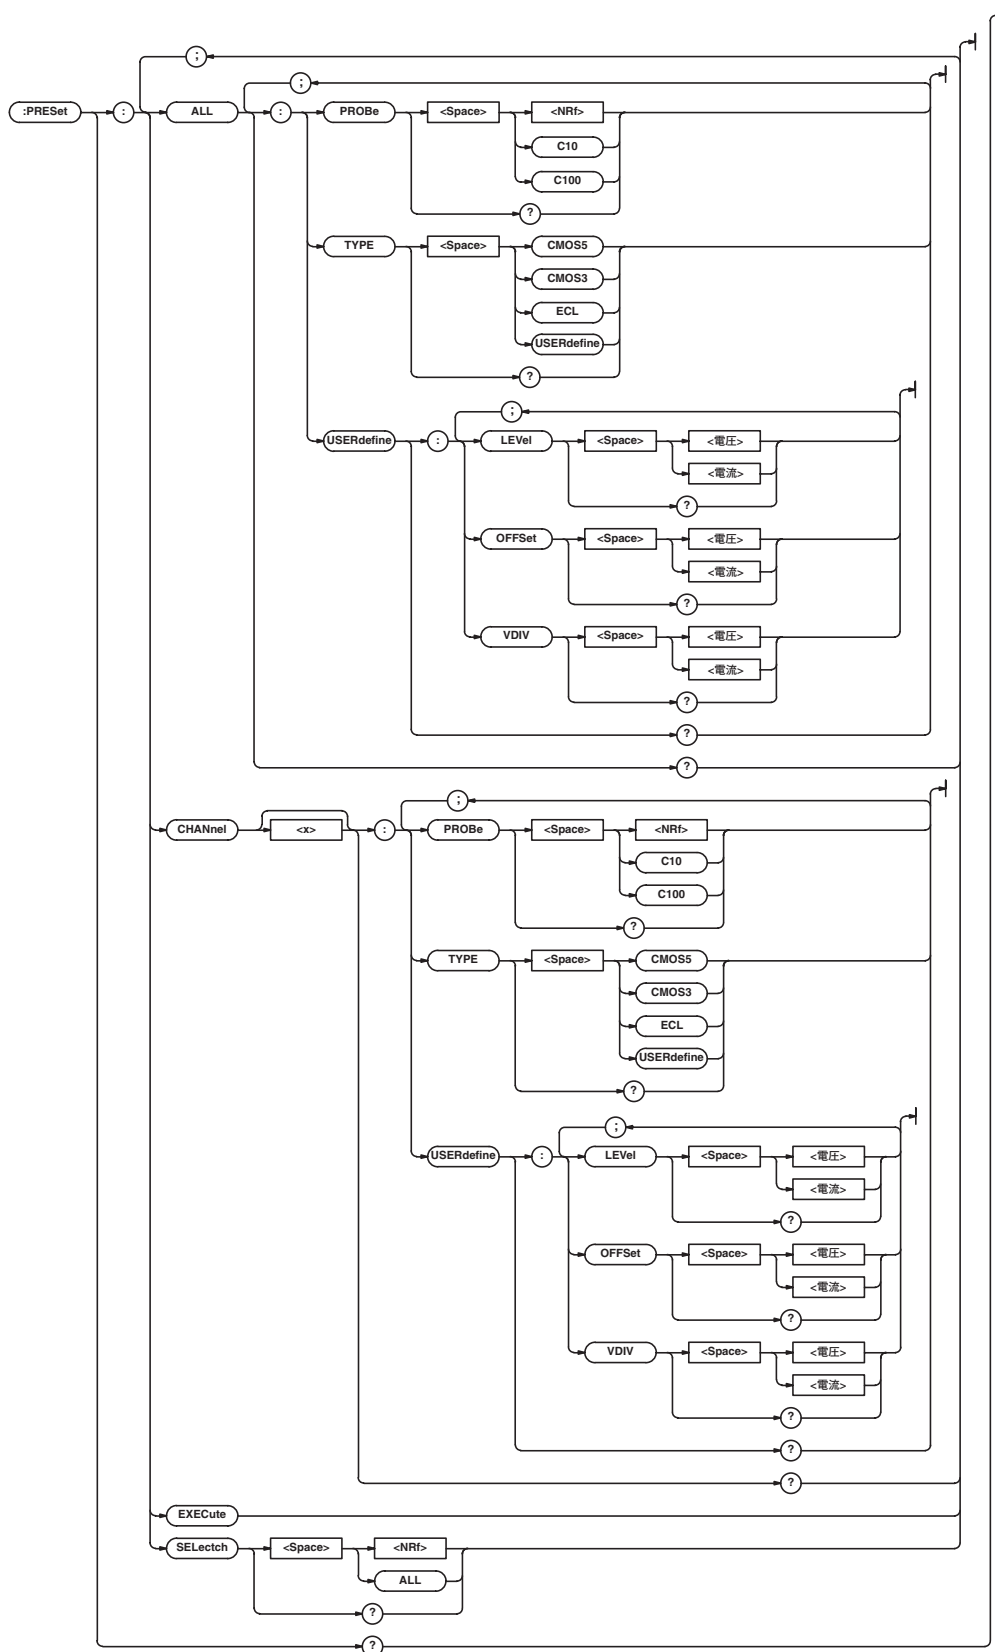 ;
;
:PRESet : ALL : PROBe <Space> <NRf>
C10
C100
?
TYPE <Space> CMOS5
CMOS3
ECL
USERdefine
?
;
USERdefine : LEVel <Space> <電圧>
<電流>
?
OFFSet <Space> <電圧>
<電流>
?
VDIV <Space> <電圧>
<電流>
?
?
?
;
CHANnel <x> : PROBe <Space> <NRf>
C10
C100
?
TYPE <Space> CMOS5
CMOS3
ECL
USERdefine
?
;
USERdefine : LEVel <Space> <電圧>
<電流>
?
OFFSet <Space> <電圧>
<電流>
?
VDIV <Space> <電圧>
<電流>
?
?
?
EXECute
SELectch <Space> <NRf>
ALL
?
?